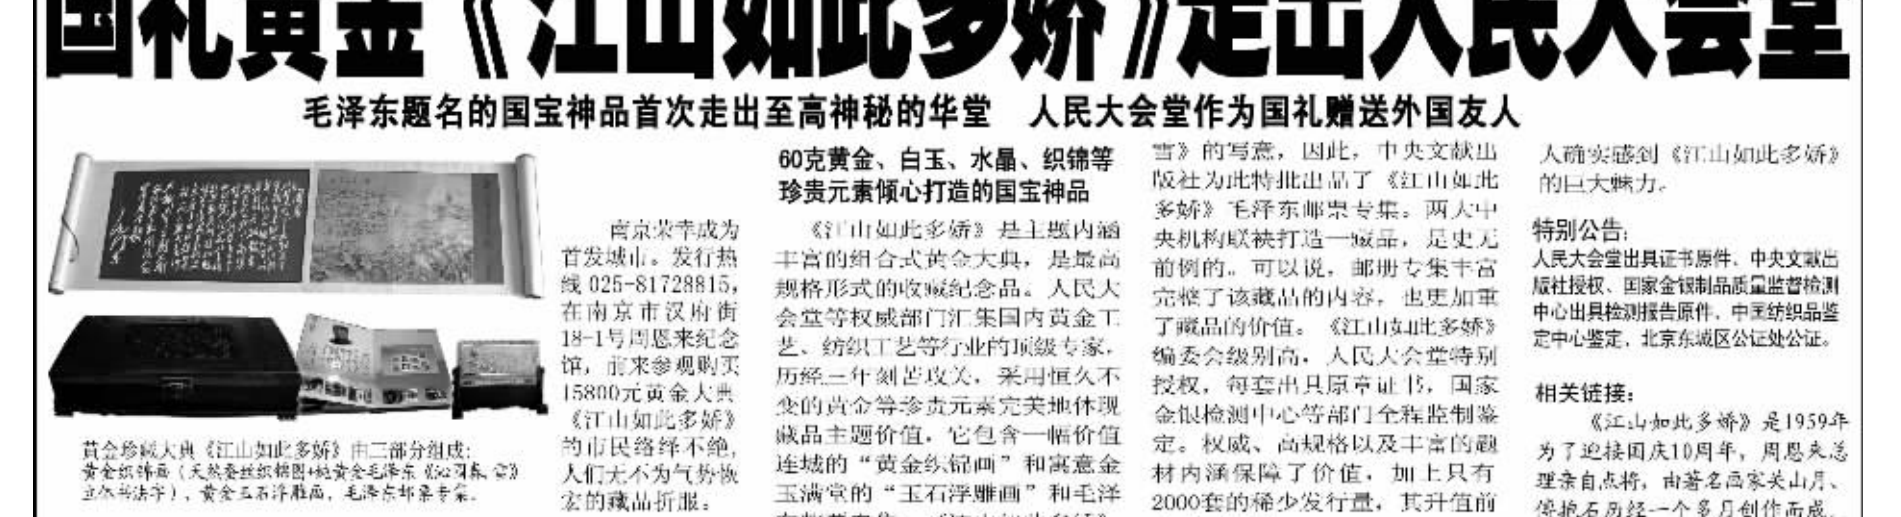 国礼黄金《江山如此多娇》走出人民大会堂
毛泽东题名的国宝神品首次走出至高神秘的华堂 人民大会堂作为国礼赠送外国友人
黄金珍藏大典《江山如此多娇》由三部分组成:
黄金织锦画(天然蚕丝织锦图+纯黄金毛泽东《沁园春·雪》
立体书法字)、黄金玉石浮雕画、毛泽东邮票专集。
南京荣幸成为
首发城市。发行热
线025-81728815,
在南京市汉府街
18-1号周恩来纪念
馆,前来参观购买
15800元黄金大典
《江山如此多娇》
的市民络绎不绝,
人们无不为气势恢
宏的藏品折服。
60克黄金、白玉、水晶、织锦等
珍贵元素倾心打造的国宝神品
《江山如此多娇》是主题内涵
丰富的组合式黄金大典,是最高
规格形式的收藏纪念品。人民大
会堂等权威部门汇集国内黄金工
艺、纺织工艺等行业的顶级专家,
历经三年刻苦攻关,采用恒久不
变的黄金等珍贵元素完美地体现
藏品主题价值,它包含一幅价值
连城的“黄金织锦画”和寓意金
玉满堂的“玉石浮雕画”和毛泽
雪》的写意,因此,中央文献出
版社为此特批出品了《江山如此
多娇》毛泽东邮票专集。两大中
央机构联袂打造一藏品,是史无
前例的。可以说,邮册专集丰富
完整了该藏品的内容,也更加重
了藏品的价值。《江山如此多娇》
编委会级别高,人民大会堂特别
授权,每套出具原章证书,国家
金银检测中心等部门全程监制鉴
定。权威、高规格以及丰富的题
材内涵保障了价值,加上只有
2000套的稀少发行量,其升值前
人确实感到《江山如此多娇》
的巨大魅力。
特别公告:
人民大会堂出具证书原件、中央文献出
版社授权、国家金银制品质量监督检测
中心出具检测报告原件、中国纺织品鉴
定中心鉴定、北京东城区公证处公证。
相关链接:
《江山如此多娇》是1959年
为了迎接国庆10周年,周恩来总
理亲自点将,由著名画家关山月、
傅抱石历经一个多月创作而成。